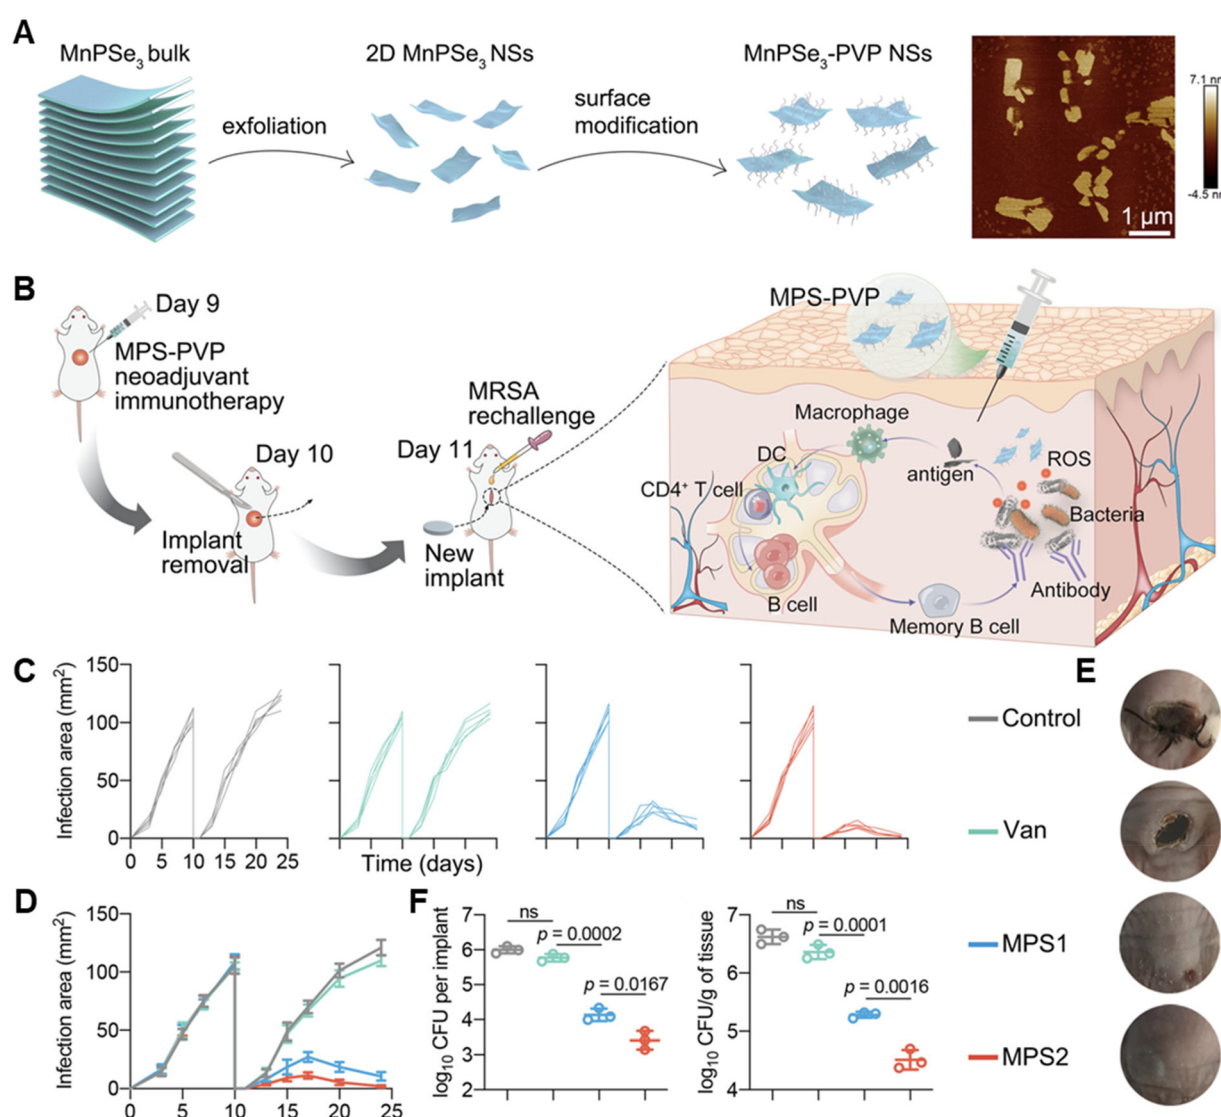 A
MnPSe3 bulk
2D MnPSe3 NSs
MnPSe3-PVP NSs
exfoliation
surface
modification
7.1 nm
-4.5 nm
1 µm
B
Day 9
MPS-PVP
neoadjuvant
immunotherapy
Day 10
Implant
removal
Day 11
MRSA
rechallenge
New
implant
MPS-PVP
Macrophage
DC
CD4+ T cell
antigen
ROS
Bacteria
Antibody
B cell
Memory B cell
C
Infection area (mm2)
150
100
50
0
0 5 10 15 20 25
Time (days)
Control
Van
MPS1
MPS2
E
D
Infection area (mm2)
150
100
50
0
0 5 10 15 20 25
F
log10 CFU per implant
7
6
5
4
3
2
ns
p = 0.0002
p = 0.0167
log10 CFU/g of tissue
7
6
5
4
ns
p = 0.0001
p = 0.0016